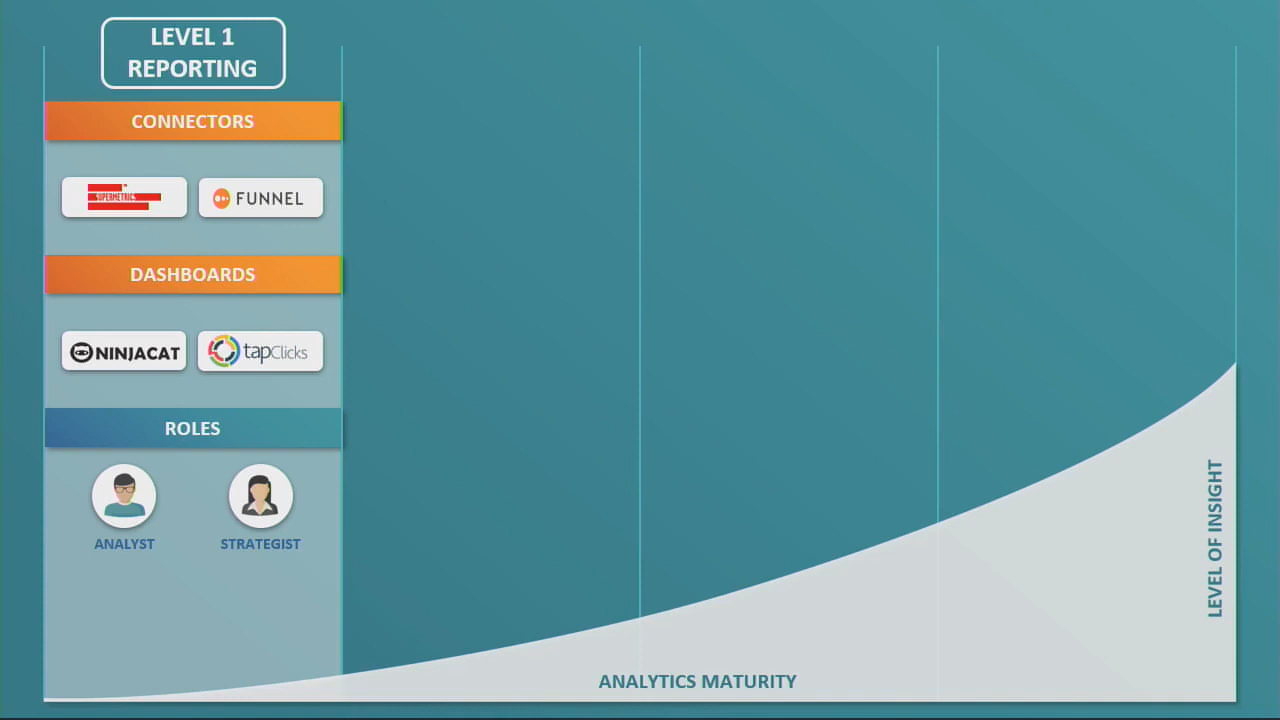 LEVEL 1
REPORTING
CONNECTORS
SUPERMETRICS
FUNNEL
DASHBOARDS
NINJACAT
tapClicks
ROLES
ANALYST
STRATEGIST
LEVEL OF INSIGHT
ANALYTICS MATURITY